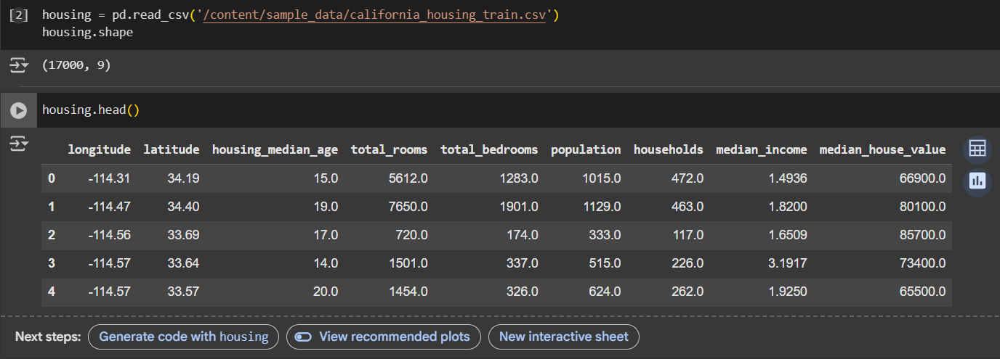 [2] housing = pd.read_csv('/content/sample_data/california_housing_train.csv')
housing.shape
(17000, 9)
housing.head()
longitude latitude housing_median_age total_rooms total_bedrooms population households median_income median_house_value
0 -114.31 34.19 15.0 5612.0 1283.0 1015.0 472.0 1.4936 66900.0
1 -114.47 34.40 19.0 7650.0 1901.0 1129.0 463.0 1.8200 80100.0
2 -114.56 33.69 17.0 720.0 174.0 333.0 117.0 1.6509 85700.0
3 -114.57 33.64 14.0 1501.0 337.0 515.0 226.0 3.1917 73400.0
4 -114.57 33.57 20.0 1454.0 326.0 624.0 262.0 1.9250 65500.0
Next steps: Generate code with housing View recommended plots New interactive sheet